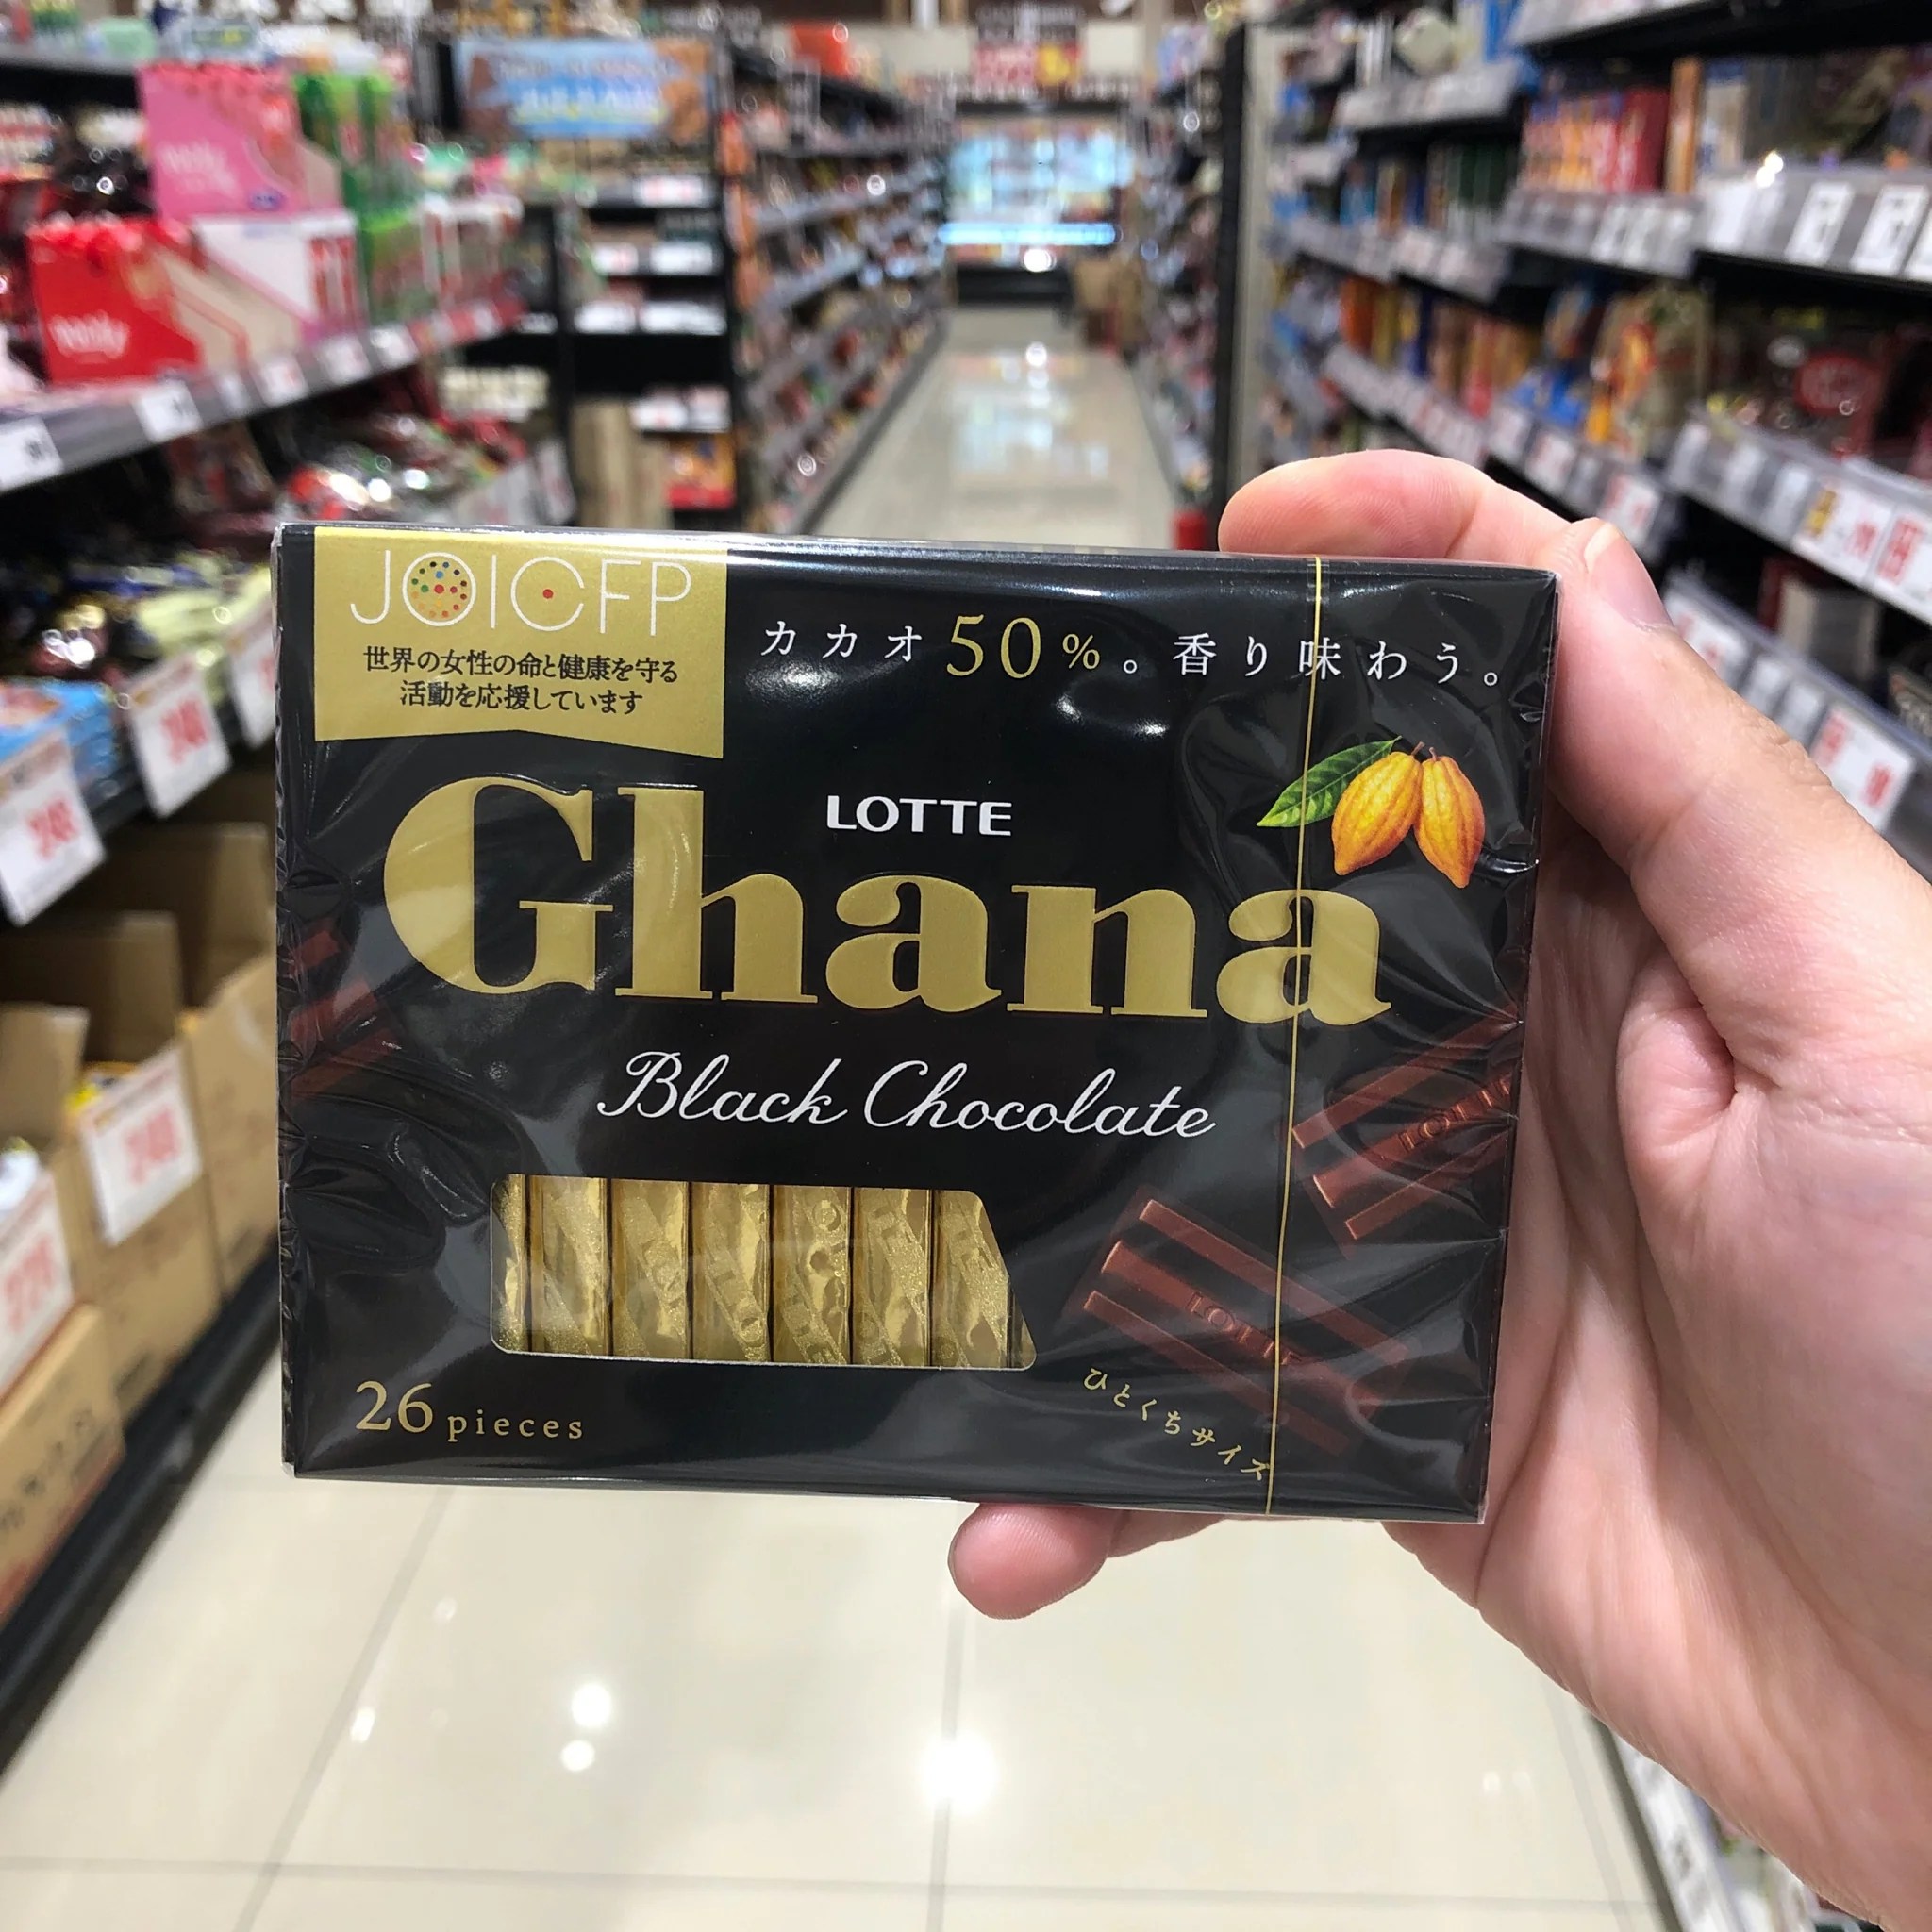 JOICFP
世界の女性の命と健康を守る
活動を応援しています
カカオ50%。香り味わう。
LOTTE
Ghana
Black Chocolate
LOTTE
LOTTE
26 pieces
ひとくちサイズ